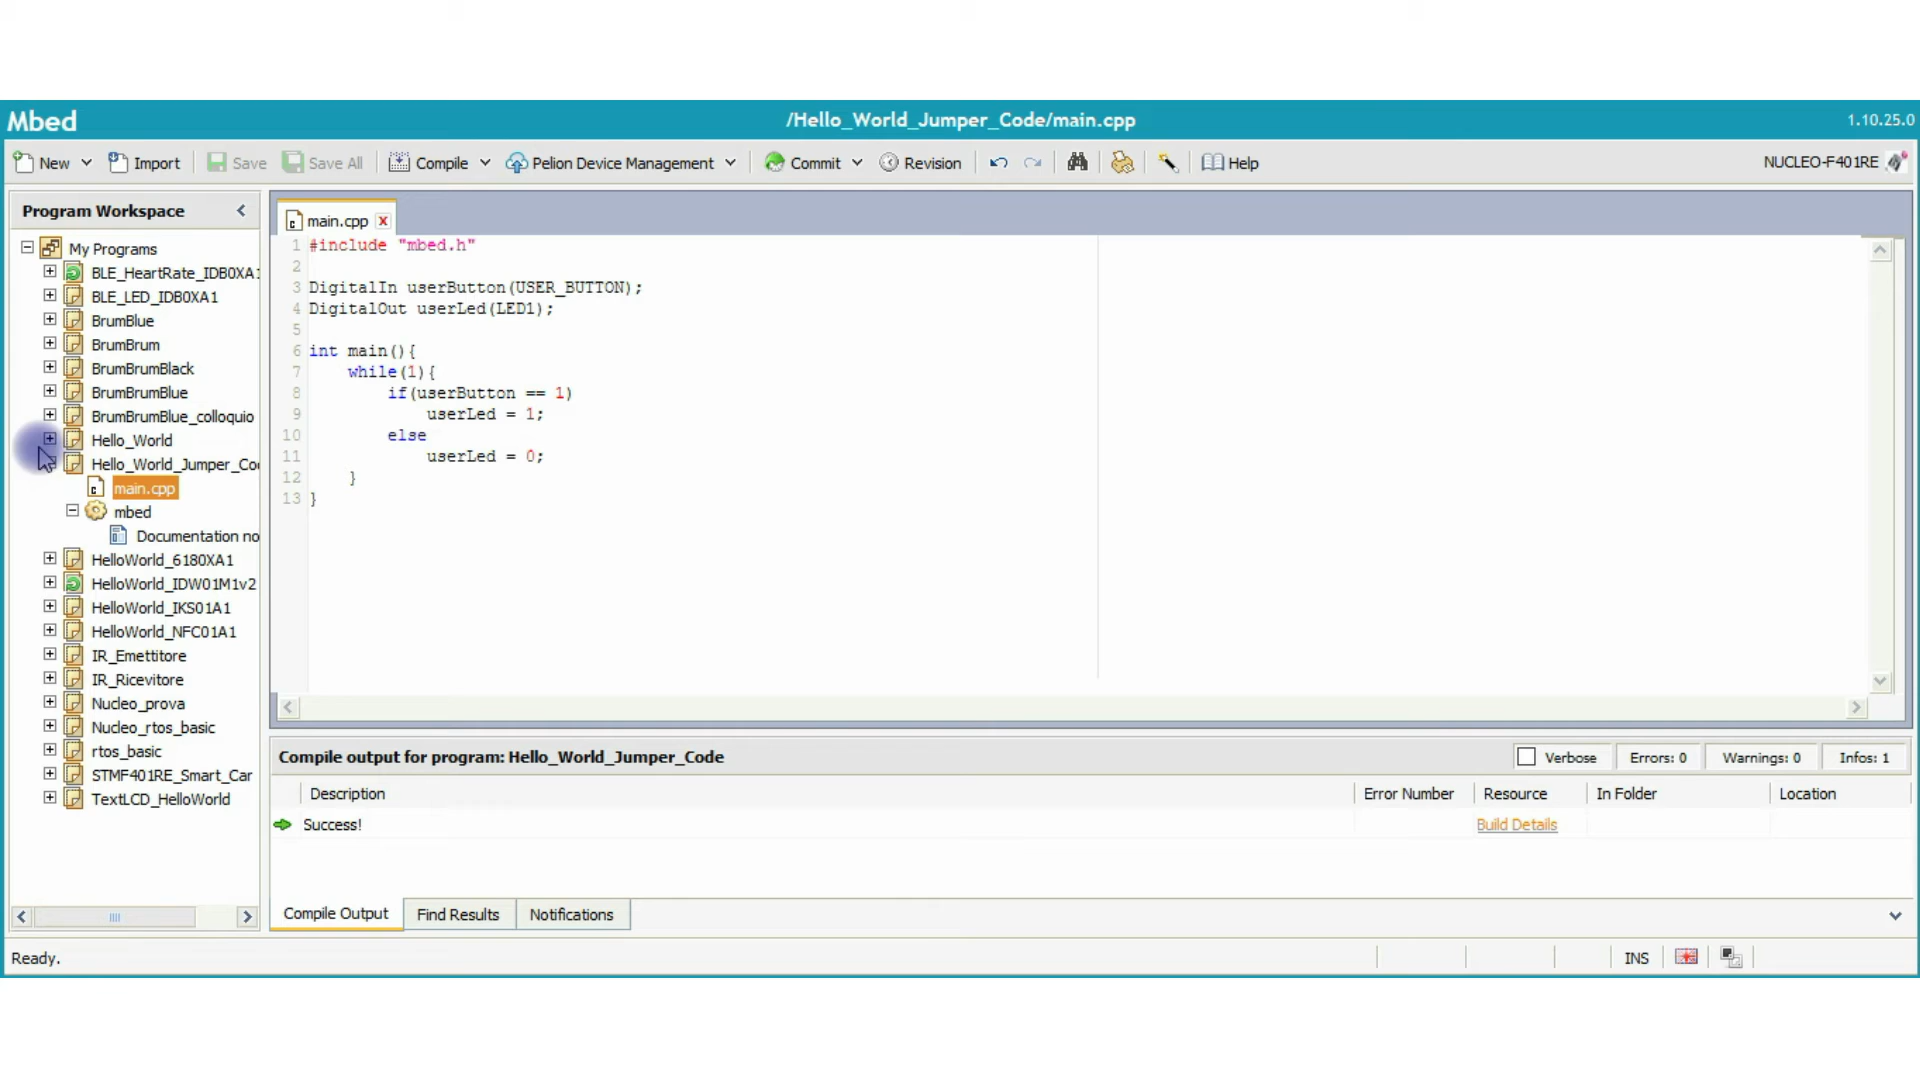 Mbed
/Hello_World_Jumper_Code/main.cpp
1.10.25.0
New
Import
Save
Save All
Compile
Pelion Device Management
Commit
Revision
Help
NUCLEO-F401RE
Program Workspace
My Programs
BLE_HeartRate_IDB0XA1
BLE_LED_IDB0XA1
BrumBlue
BrumBrum
BrumBrumBlack
BrumBrumBlue
BrumBrumBlue_colloquio
Hello_World
Hello_World_Jumper_Co
main.cpp
mbed
Documentation no
HelloWorld_6180XA1
HelloWorld_IDW01M1v2
HelloWorld_IKS01A1
HelloWorld_NFC01A1
IR_Emettitore
IR_Ricevitore
Nucleo_prova
Nucleo_rtos_basic
rtos_basic
STMF401RE_Smart_Car
TextLCD_HelloWorld
main.cpp
1 #include "mbed.h"
2
3 DigitalIn userButton(USER_BUTTON);
4 DigitalOut userLed(LED1);
5
6 int main(){
7 while(1){
8 if(userButton == 1)
9 userLed = 1;
10 else
11 userLed = 0;
12 }
13 }
Compile output for program: Hello_World_Jumper_Code
Verbose
Errors: 0
Warnings: 0
Infos: 1
Description
Error Number
Resource
In Folder
Location
Success!
Build Details
Compile Output
Find Results
Notifications
Ready.
INS